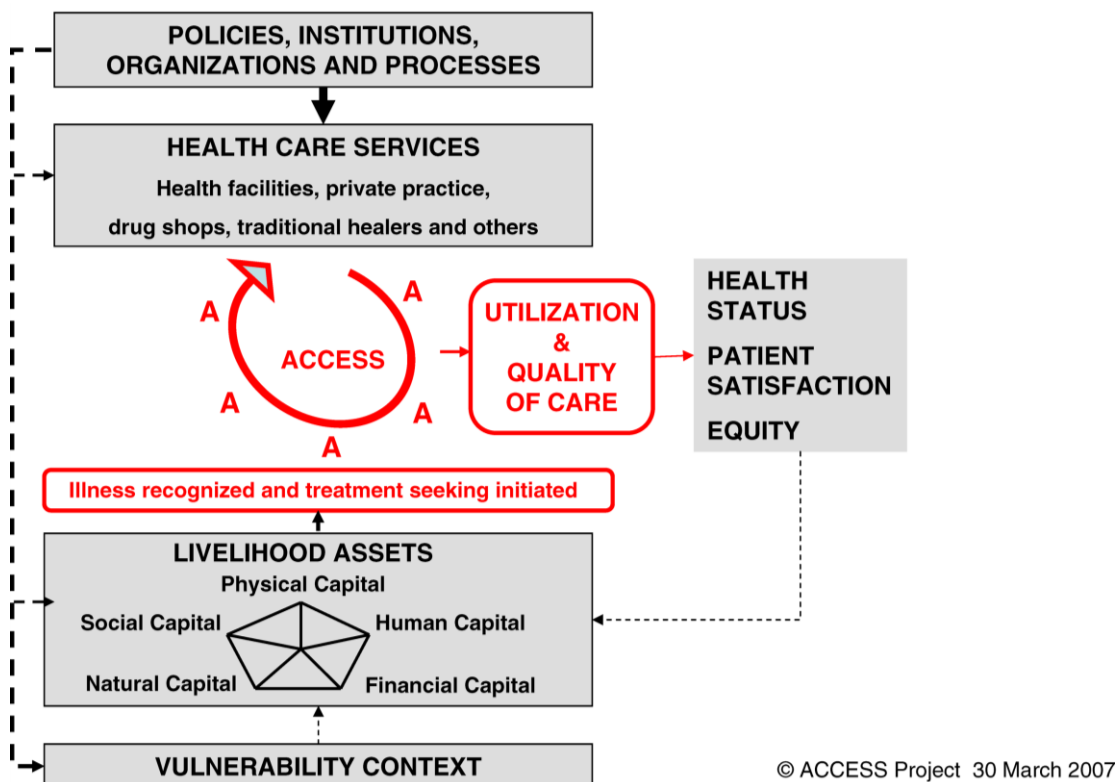 POLICIES, INSTITUTIONS,
ORGANIZATIONS AND PROCESSES
HEALTH CARE SERVICES
Health facilities, private practice,
drug shops, traditional healers and others
A
A
ACCESS
A
A
A
UTILIZATION
&
QUALITY
OF CARE
HEALTH
STATUS
PATIENT
SATISFACTION
EQUITY
Illness recognized and treatment seeking initiated
LIVELIHOOD ASSETS
Physical Capital
Social Capital
Human Capital
Natural Capital
Financial Capital
VULNERABILITY CONTEXT
© ACCESS Project 30 March 2007